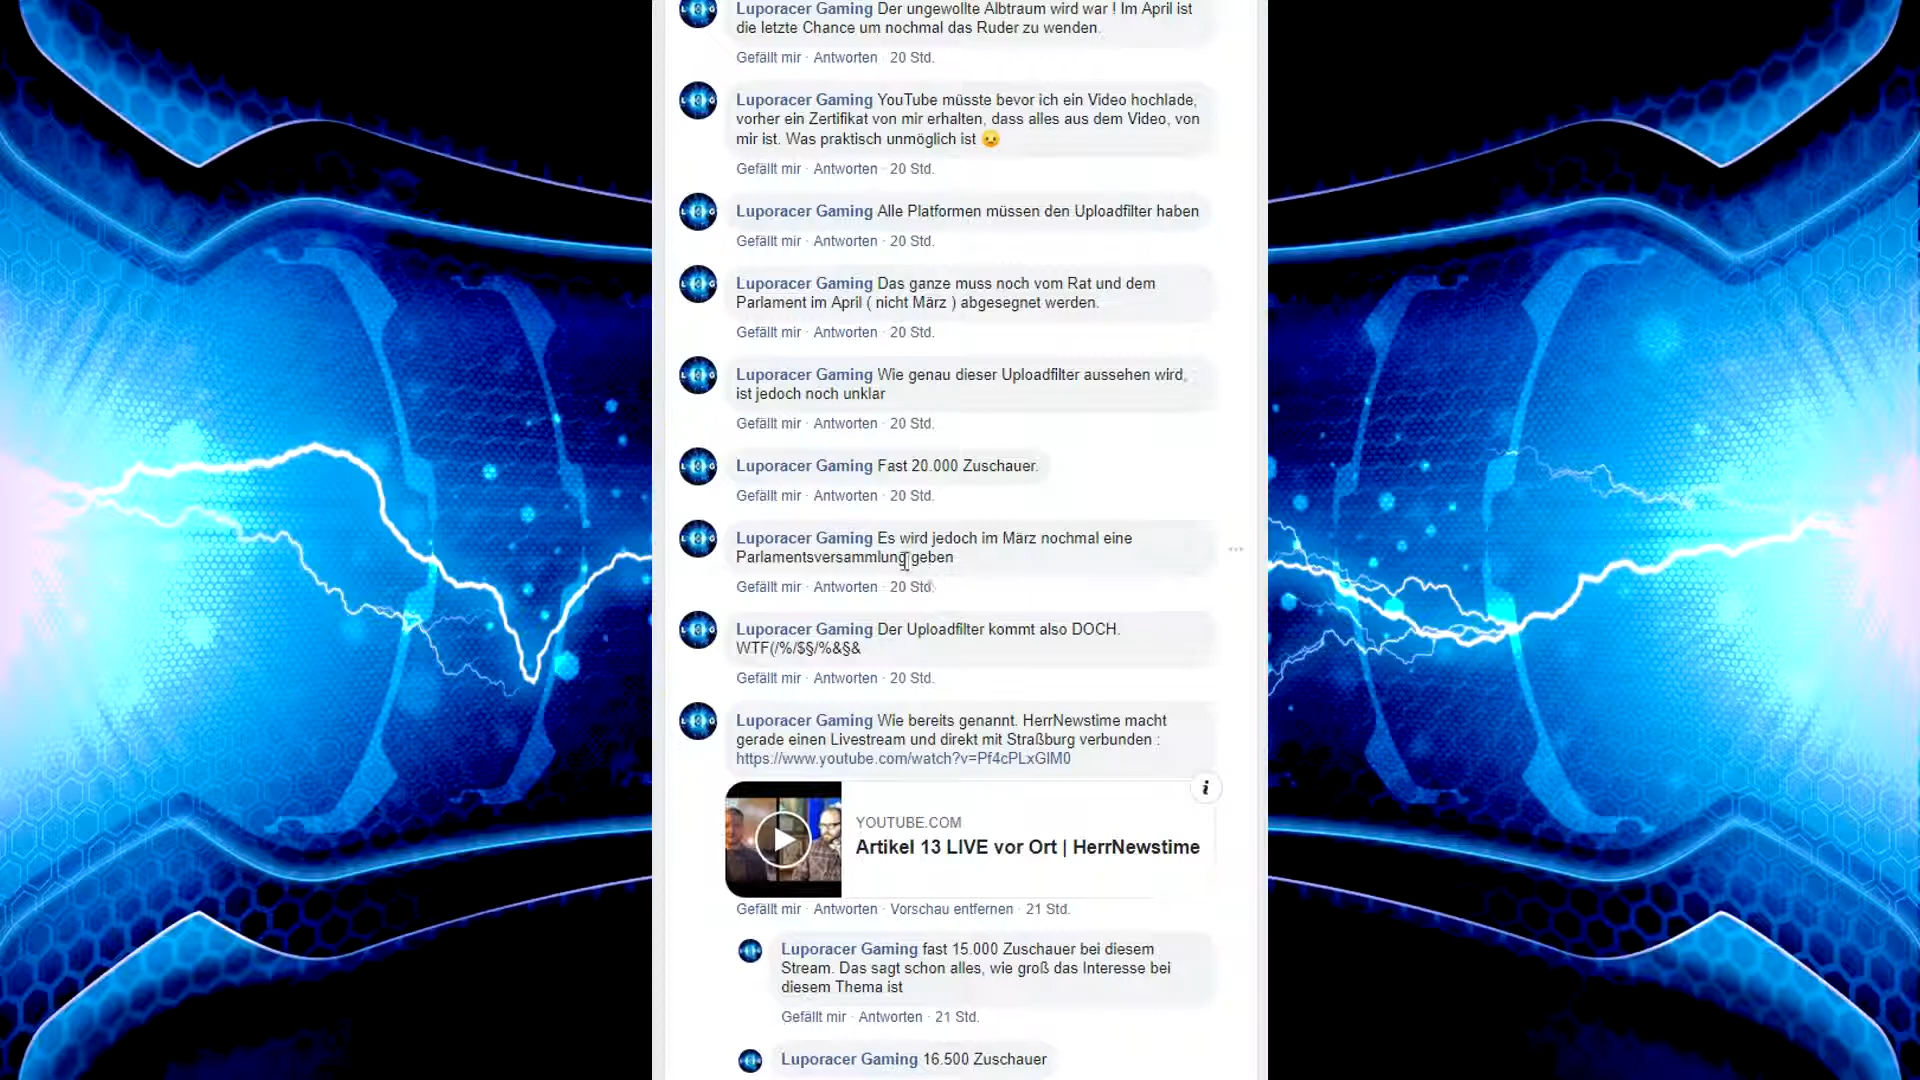 Luporacer Gaming Der ungewollte Albtraum wird war ! Im April ist
die letzte Chance um nochmal das Ruder zu wenden.
Gefällt mir · Antworten · 20 Std.
Luporacer Gaming YouTube müsste bevor ich ein Video hochlade,
vorher ein Zertifikat von mir erhalten, dass alles aus dem Video, von
mir ist. Was praktisch unmöglich ist 😟
Gefällt mir · Antworten · 20 Std.
Luporacer Gaming Alle Platformen müssen den Uploadfilter haben
Gefällt mir · Antworten · 20 Std.
Luporacer Gaming Das ganze muss noch vom Rat und dem
Parlament im April ( nicht März ) abgesegnet werden.
Gefällt mir · Antworten · 20 Std.
Luporacer Gaming Wie genau dieser Uploadfilter aussehen wird,
ist jedoch noch unklar
Gefällt mir · Antworten · 20 Std.
Luporacer Gaming Fast 20.000 Zuschauer.
Gefällt mir · Antworten · 20 Std.
Luporacer Gaming Es wird jedoch im März nochmal eine
Parlamentsversammlung geben
Gefällt mir · Antworten · 20 Std.
Luporacer Gaming Der Uploadfilter kommt also DOCH.
WTF(/%/$§/%&§&
Gefällt mir · Antworten · 20 Std.
Luporacer Gaming Wie bereits genannt. HerrNewstime macht
gerade einen Livestream und direkt mit Straßburg verbunden :
https://www.youtube.com/watch?v=Pf4cPLxGIM0
YOUTUBE.COM
Artikel 13 LIVE vor Ort | HerrNewstime
Gefällt mir · Antworten · Vorschau entfernen · 21 Std.
Luporacer Gaming fast 15.000 Zuschauer bei diesem
Stream. Das sagt schon alles, wie groß das Interesse bei
diesem Thema ist
Gefällt mir · Antworten · 21 Std.
Luporacer Gaming 16.500 Zuschauer